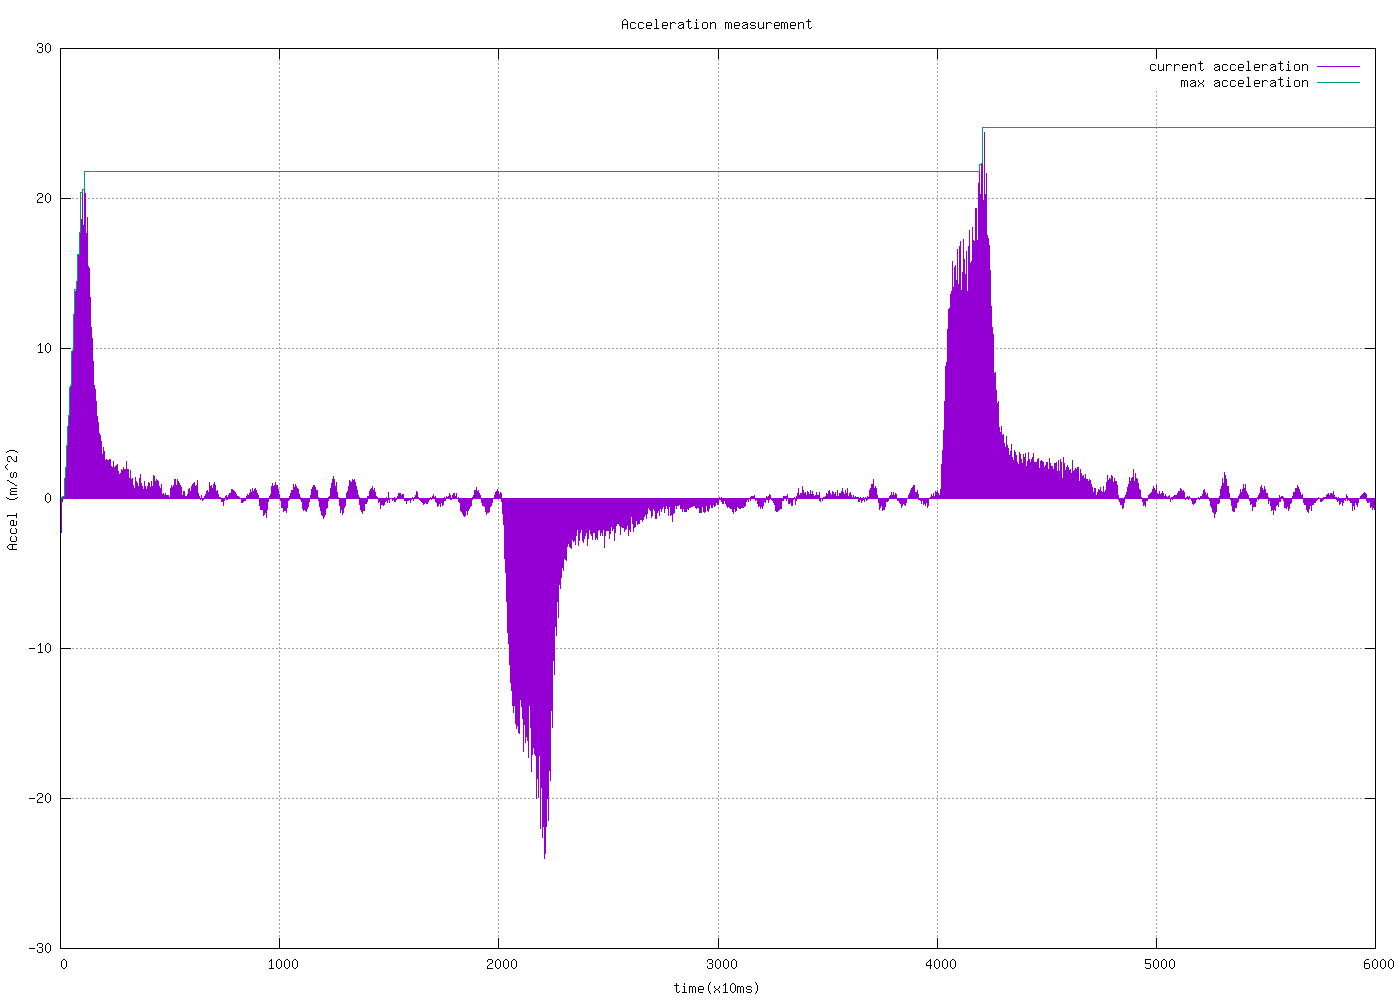 Acceleration measurement
current acceleration
max acceleration
30
20
10
0
-10
-20
-30
Accel (m/s^2)
0 1000 2000 3000 4000 5000 6000
time(x10ms)